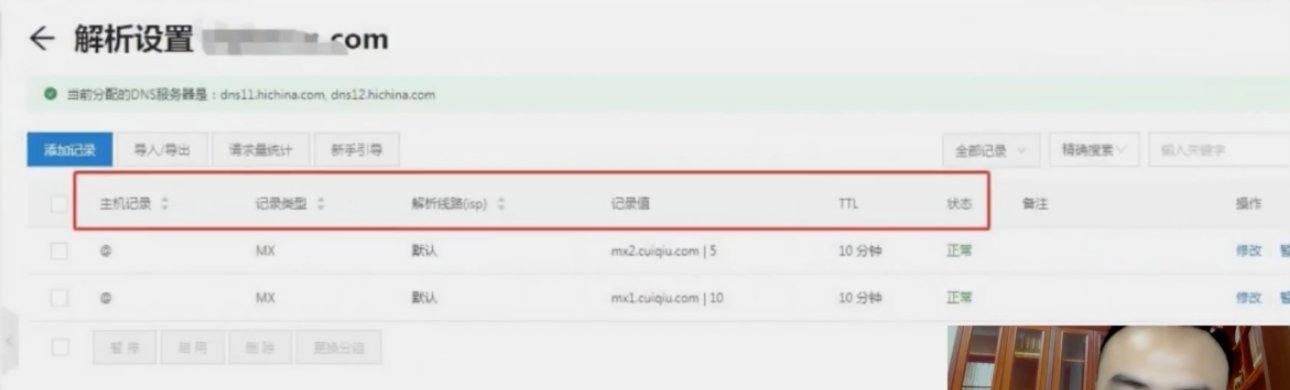 解析设置 .com
当前分配的DNS服务器是：dns11.hichina.com, dns12.hichina.com
添加记录 导入/导出 请求量统计 新手引导 全部记录 精确搜索 输入关键字
主机记录 记录类型 解析线路(isp) 记录值 TTL 状态 备注 操作
@ MX 默认 mx2.cuiqiu.com | 5 10 分钟 正常 修改
@ MX 默认 mx1.cuiqiu.com | 10 10 分钟 正常 修改
暂停 启用 删除 更换分组